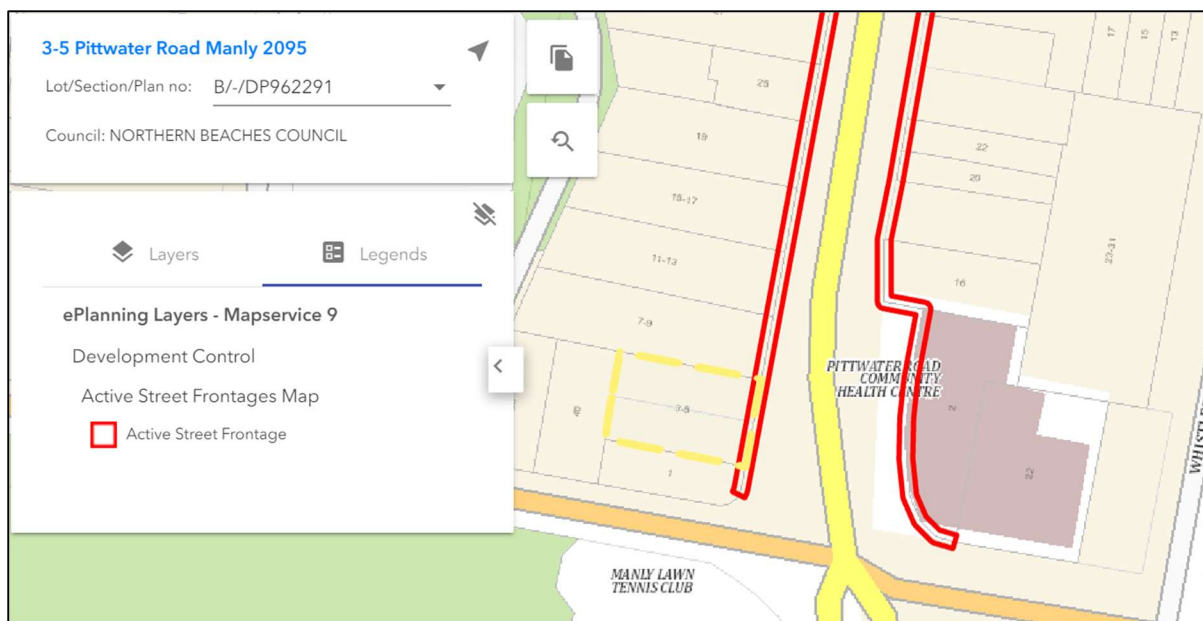 3-5 Pittwater Road Manly 2095
Lot/Section/Plan no: B/-/DP962291
Council: NORTHERN BEACHES COUNCIL
Layers
Legends
ePlanning Layers - Mapservice 9
Development Control
Active Street Frontages Map
Active Street Frontage
17
15
13
25
19
22
20
15-17
11-13
23-31
16
7-9
PITTWATER ROAD
COMMUNITY
HEALTH CENTRE
3-5
2
1
22
MANLY LAWN
TENNIS CLUB